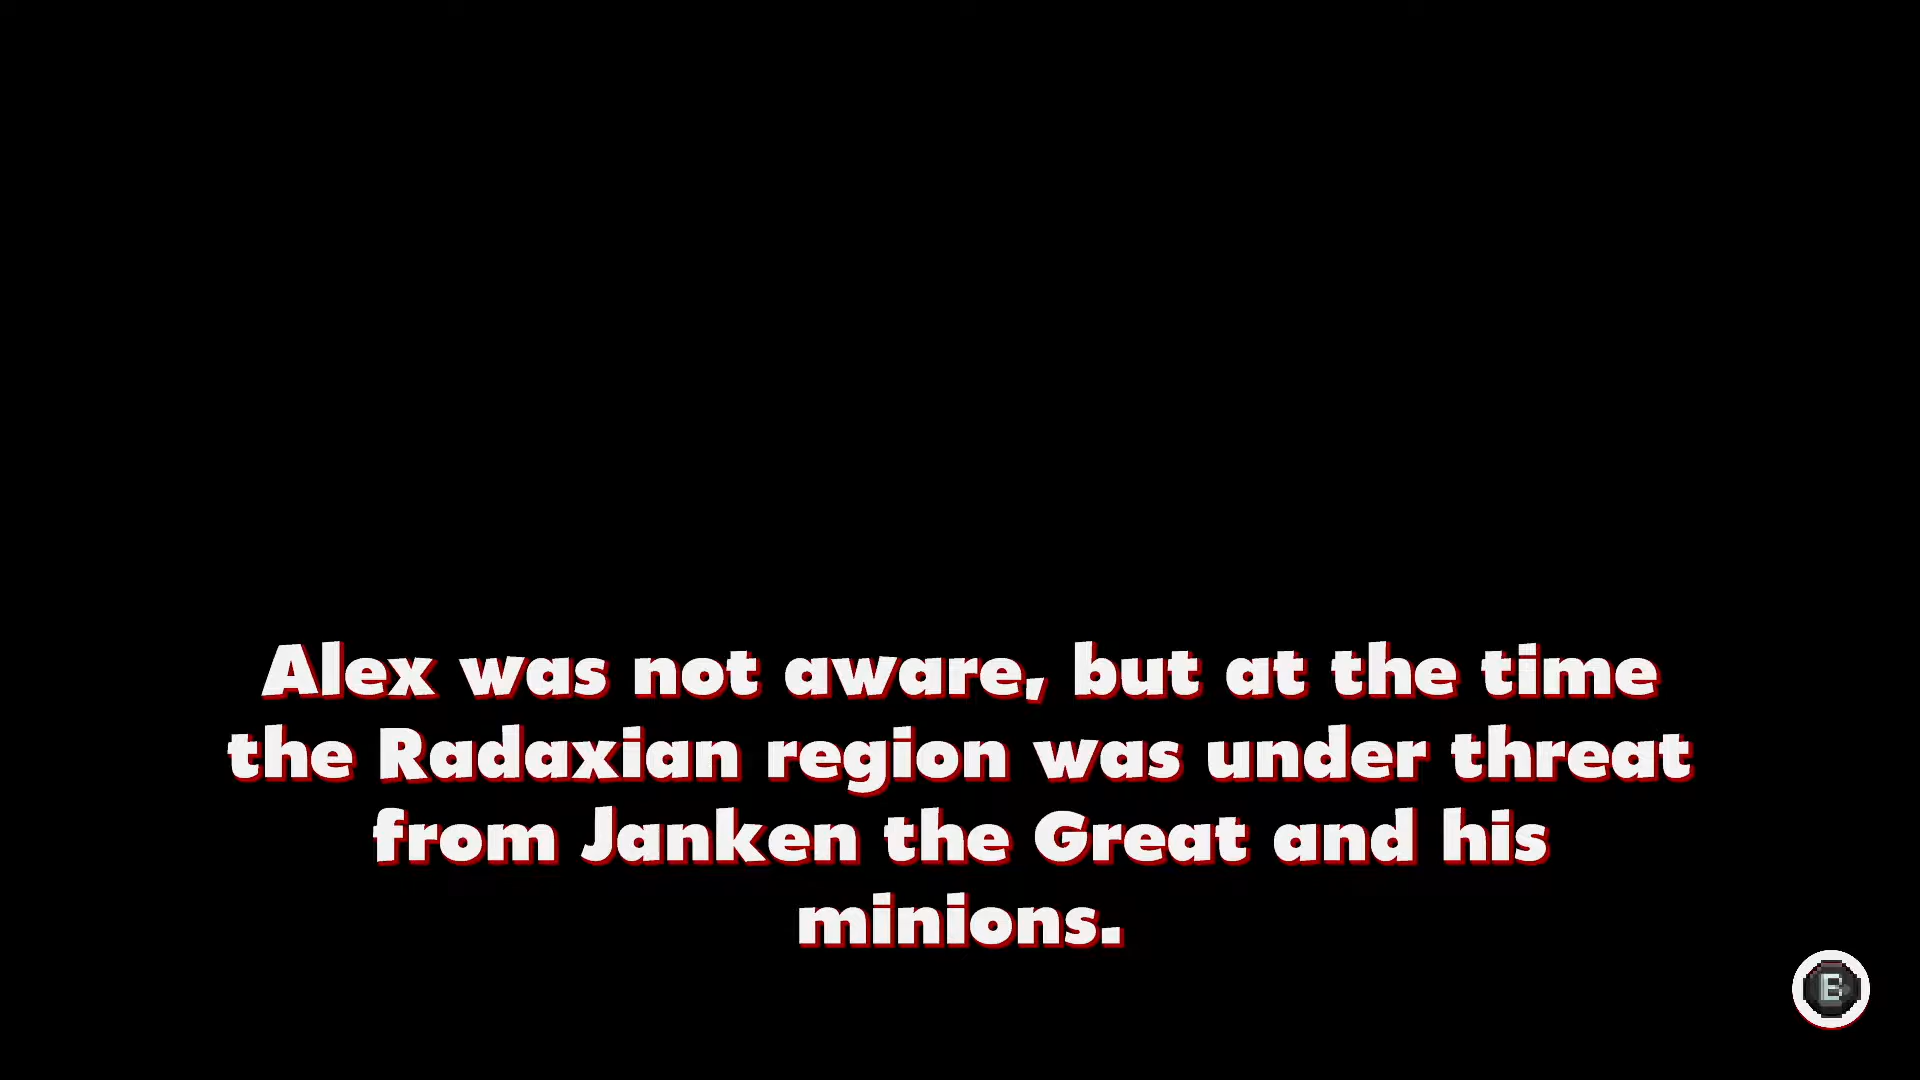 Alex was not aware, but at the time
the Radaxian region was under threat
from Janken the Great and his
minions.
B